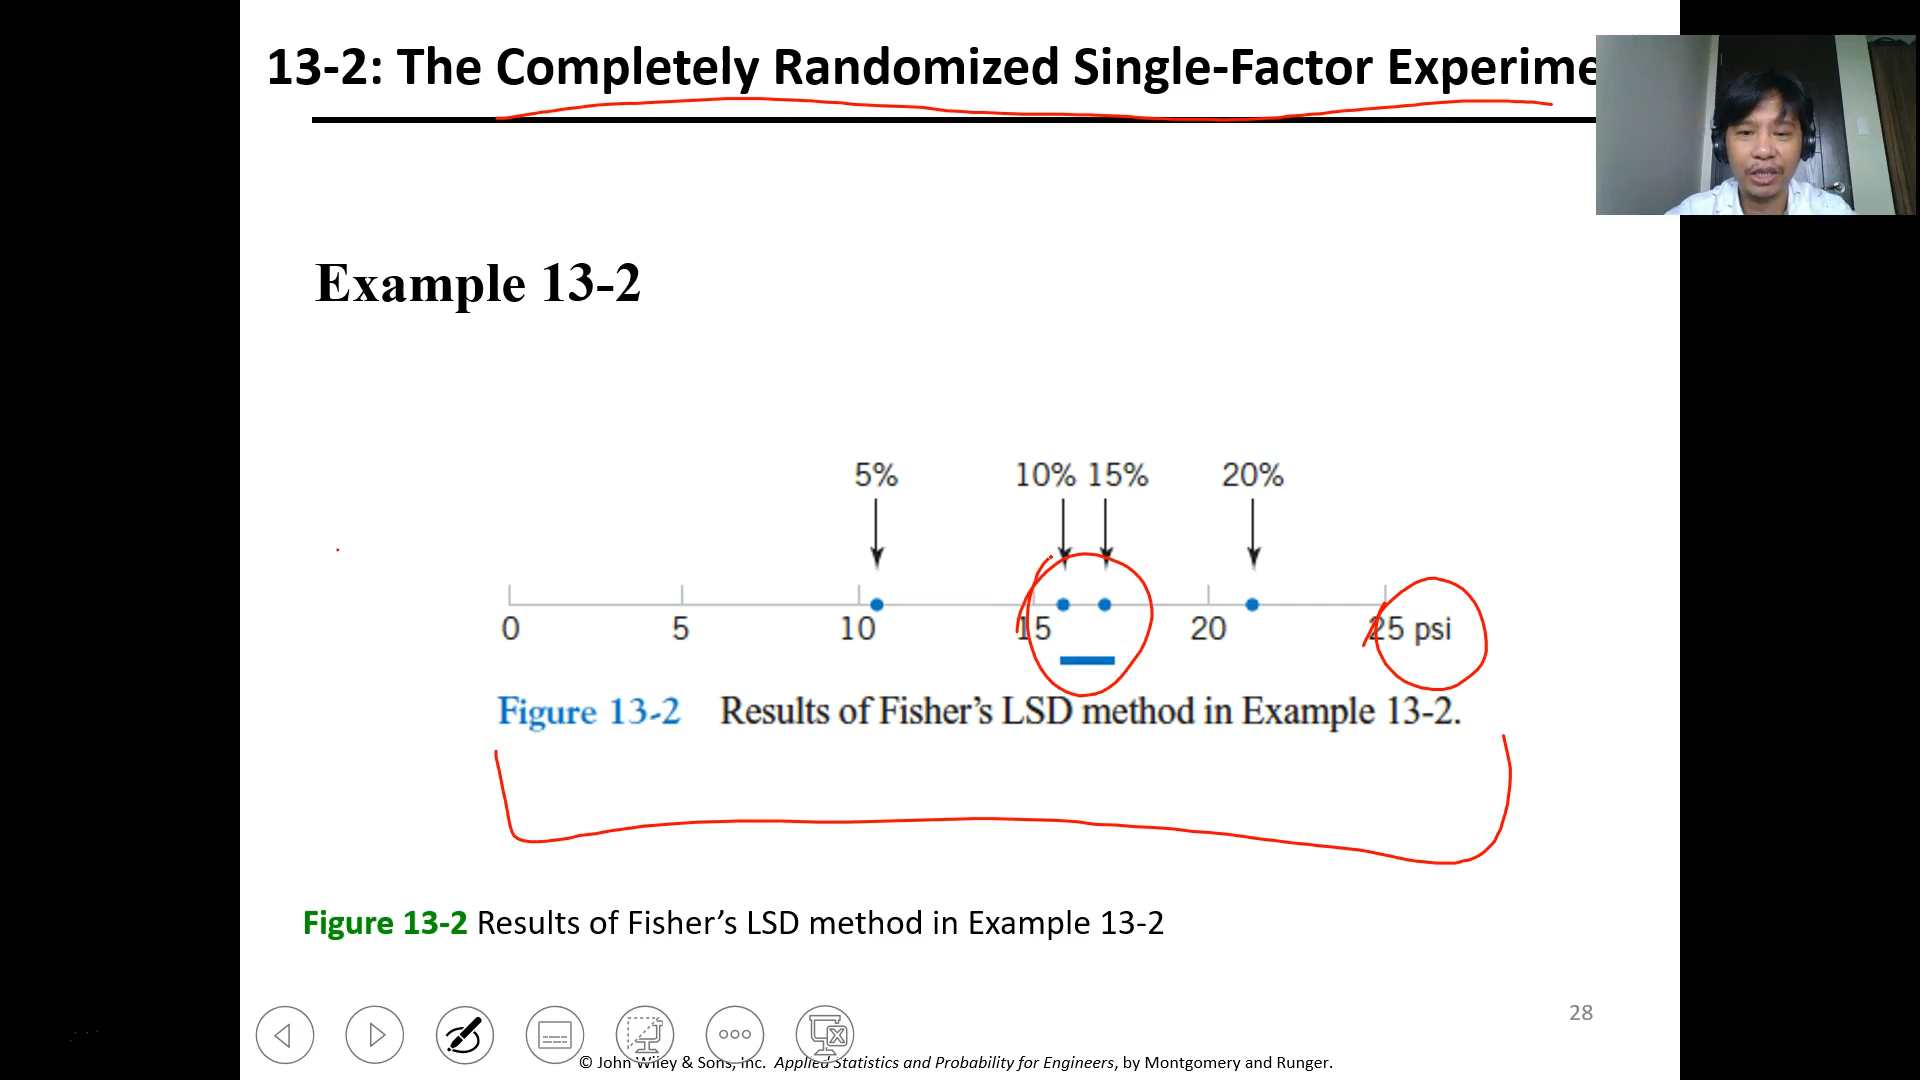 13-2: The Completely Randomized Single-Factor Experime
Example 13-2
5% 10% 15% 20%
0 5 10 15 20 25 psi
Figure 13-2 Results of Fisher’s LSD method in Example 13-2.
Figure 13-2 Results of Fisher’s LSD method in Example 13-2
28
© John Wiley & Sons, Inc. Applied Statistics and Probability for Engineers, by Montgomery and Runger.